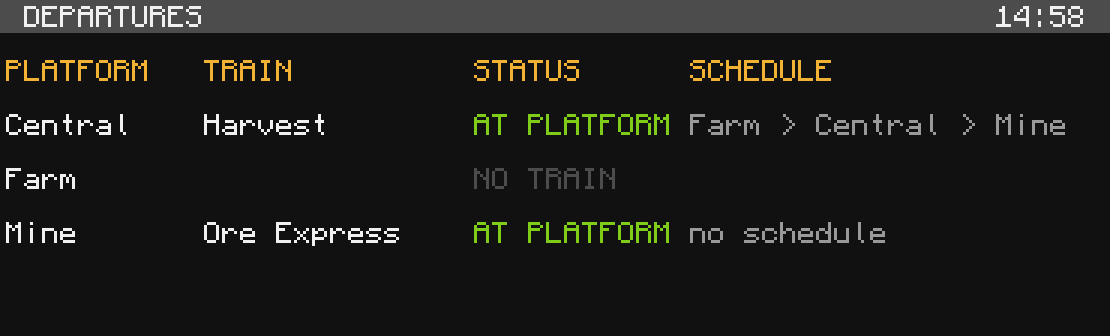 DEPARTURES 14:58
PLATFORM TRAIN STATUS SCHEDULE
Central Harvest AT PLATFORM Farm > Central > Mine
Farm NO TRAIN
Mine Ore Express AT PLATFORM no schedule